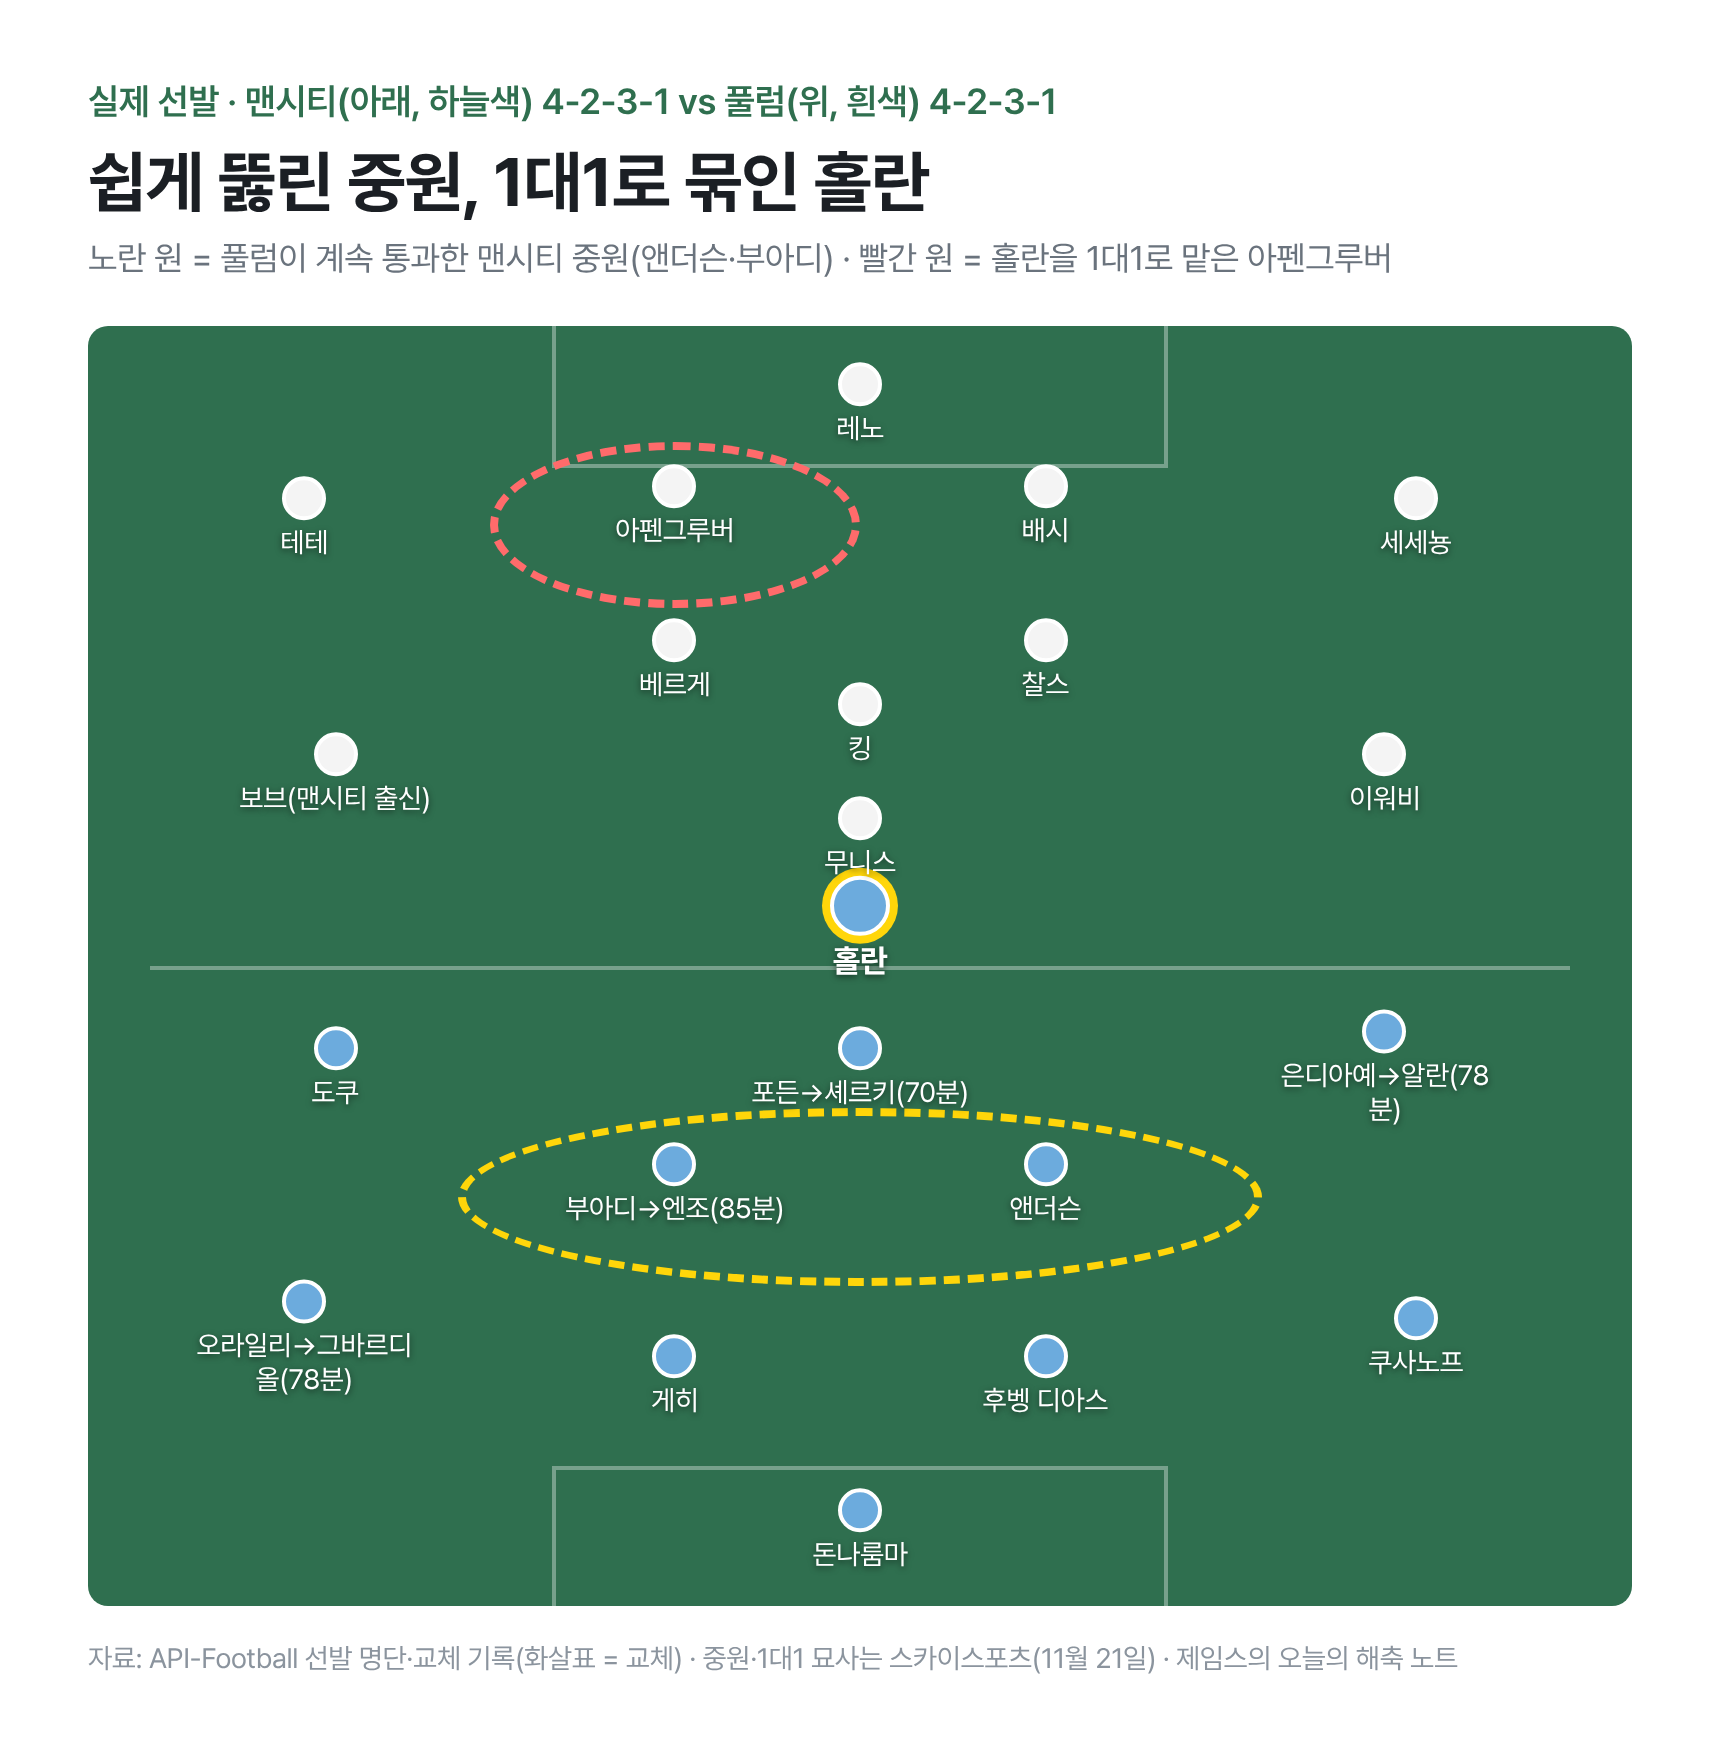 실제 선발 · 맨시티(아래, 하늘색) 4-2-3-1 vs 풀럼(위, 흰색) 4-2-3-1
쉽게 뚫린 중원, 1대1로 묶인 홀란
노란 원 = 풀럼이 계속 통과한 맨시티 중원(앤더슨·부아디) · 빨간 원 = 홀란을 1대1로 맡은 아펜그루버
레노
테테
아펜그루버
배시
세세뇽
베르게
찰스
킹
보브(맨시티 출신)
이워비
무니스
홀란
도쿠
포든→셰르키(70분)
은디아예→알란(78
분)
부아디→엔조(85분)
앤더슨
오라일리→그바르디
올(78분)
게히
후벵 디아스
쿠사노프
돈나룸마
자료: API-Football 선발 명단·교체 기록(화살표 = 교체) · 중원·1대1 묘사는 스카이스포츠(11월 21일) · 제임스의 오늘의 해축 노트